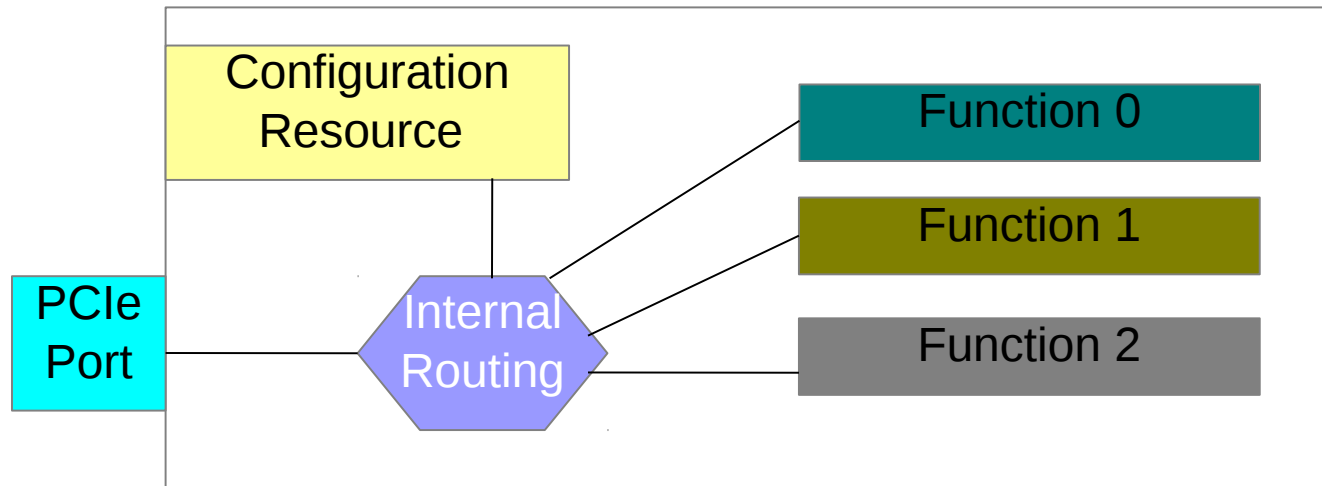 Configuration
Resource
Function 0
Function 1
PCIe
Port
Internal
Routing
Function 2